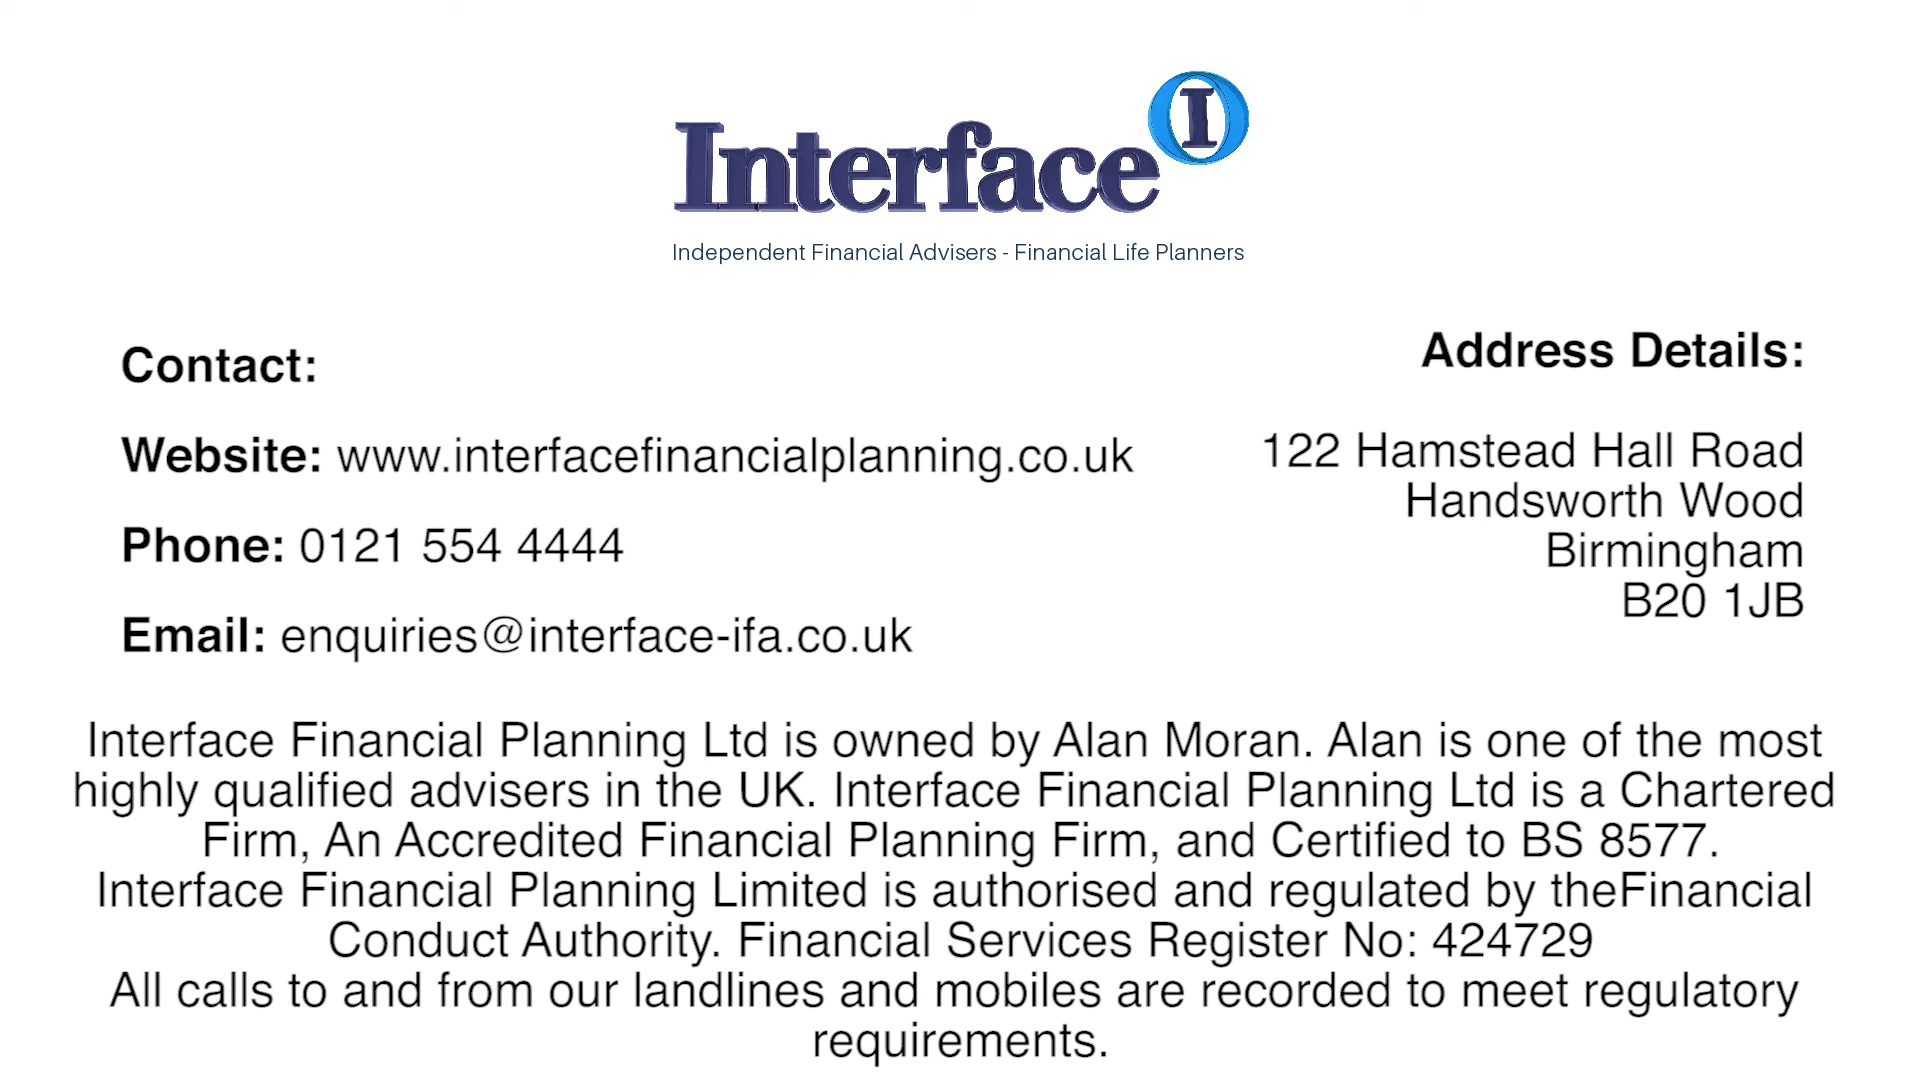 Interface I
Independent Financial Advisers - Financial Life Planners
Contact:
Website: www.interfacefinancialplanning.co.uk
Phone: 0121 554 4444
Email: enquiries@interface-ifa.co.uk
Address Details:
122 Hamstead Hall Road
Handsworth Wood
Birmingham
B20 1JB
Interface Financial Planning Ltd is owned by Alan Moran. Alan is one of the most
highly qualified advisers in the UK. Interface Financial Planning Ltd is a Chartered
Firm, An Accredited Financial Planning Firm, and Certified to BS 8577.
Interface Financial Planning Limited is authorised and regulated by theFinancial
Conduct Authority. Financial Services Register No: 424729
All calls to and from our landlines and mobiles are recorded to meet regulatory
requirements.